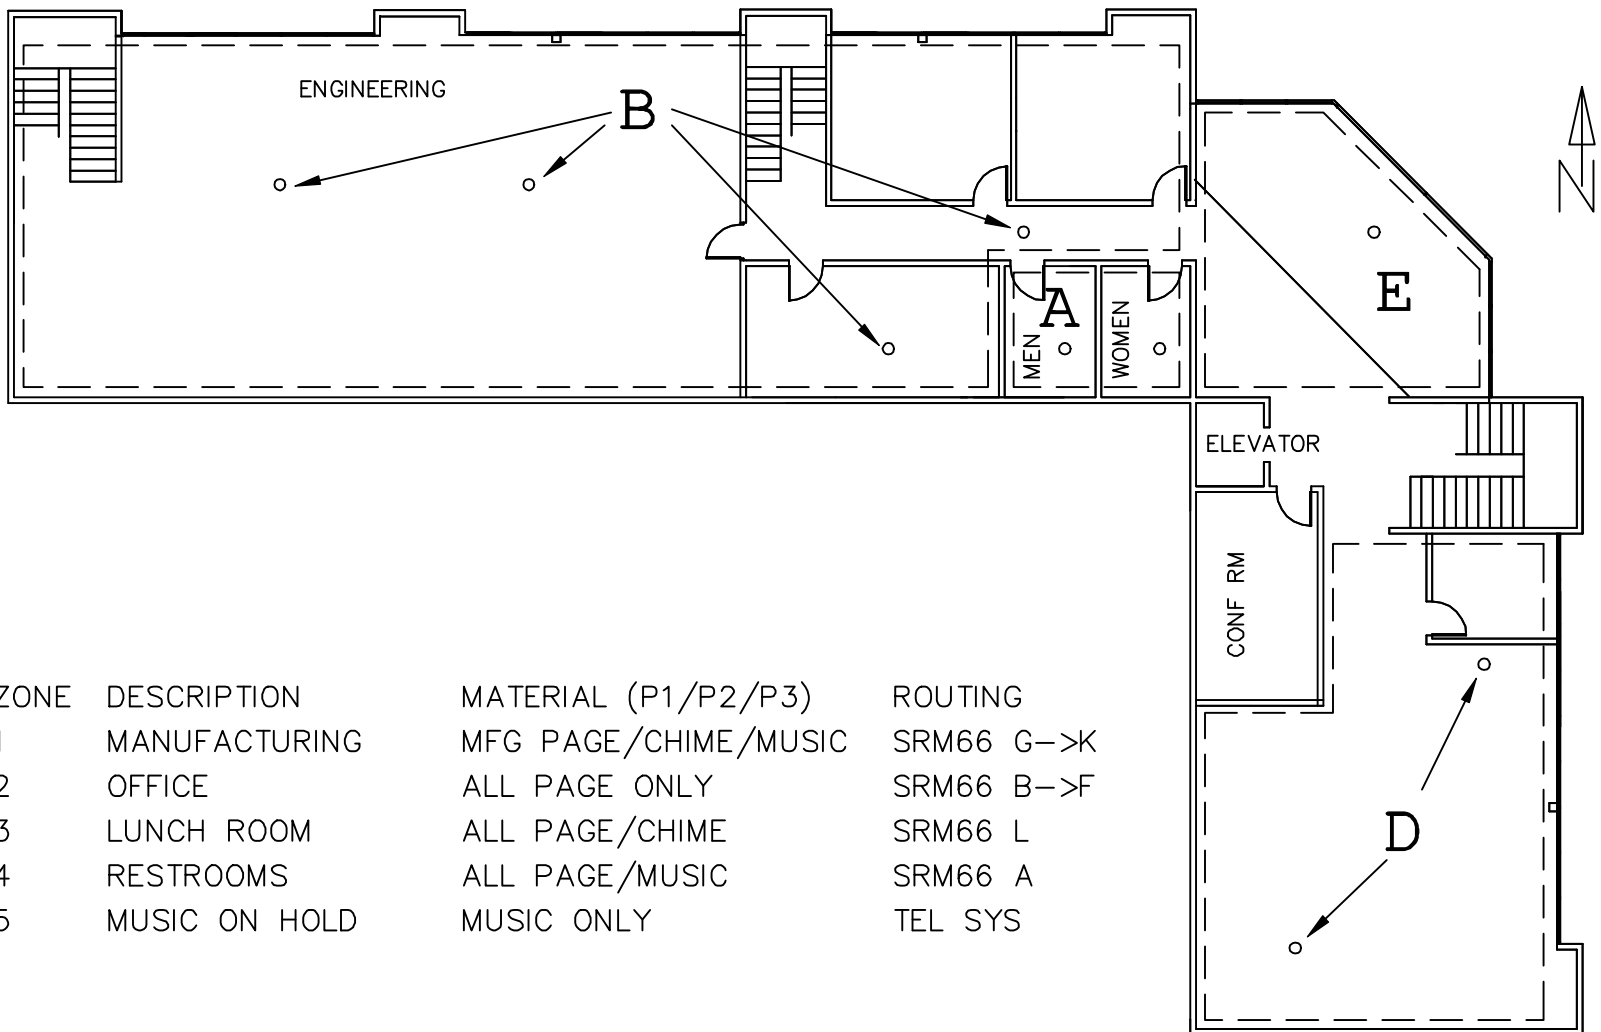 ENGINEERING
B
N
E
A
MEN
WOMEN
ELEVATOR
CONF RM
D
ZONE DESCRIPTION MATERIAL (P1/P2/P3) ROUTING
1 MANUFACTURING MFG PAGE/CHIME/MUSIC SRM66 G->K
2 OFFICE ALL PAGE ONLY SRM66 B->F
3 LUNCH ROOM ALL PAGE/CHIME SRM66 L
4 RESTROOMS ALL PAGE/MUSIC SRM66 A
5 MUSIC ON HOLD MUSIC ONLY TEL SYS